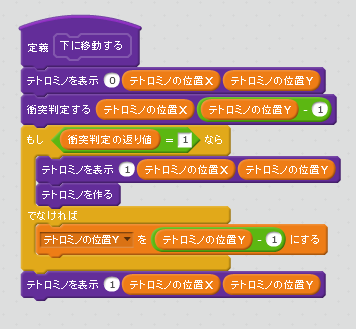 定義 下に移動する
テトロミノを表示 0 テトロミノの位置X テトロミノの位置Y
衝突判定する テトロミノの位置X テトロミノの位置Y - 1
もし 衝突判定の返り値 = 1 なら
テトロミノを表示 1 テトロミノの位置X テトロミノの位置Y
テトロミノを作る
でなければ
テトロミノの位置Y を テトロミノの位置Y - 1 にする
テトロミノを表示 1 テトロミノの位置X テトロミノの位置Y